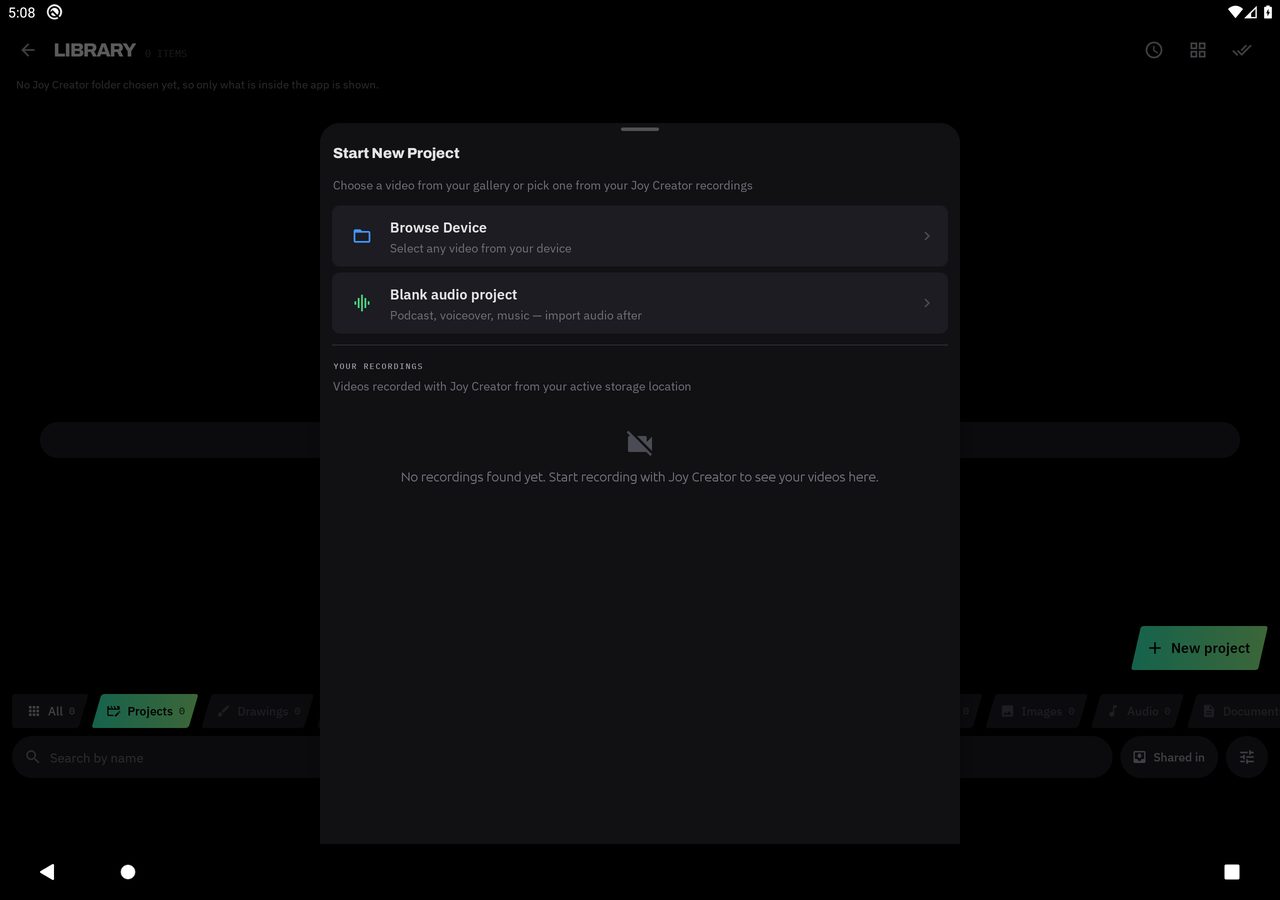 5:08
LIBRARY 0 ITEMS
No Joy Creator folder chosen yet, so only what is inside the app is shown.
Start New Project
Choose a video from your gallery or pick one from your Joy Creator recordings
Browse Device
Select any video from your device
Blank audio project
Podcast, voiceover, music — import audio after
YOUR RECORDINGS
Videos recorded with Joy Creator from your active storage location
No recordings found yet. Start recording with Joy Creator to see your videos here.
New project
All 0
Projects 0
Drawings 0
0
Images 0
Audio 0
Document
Search by name
Shared in